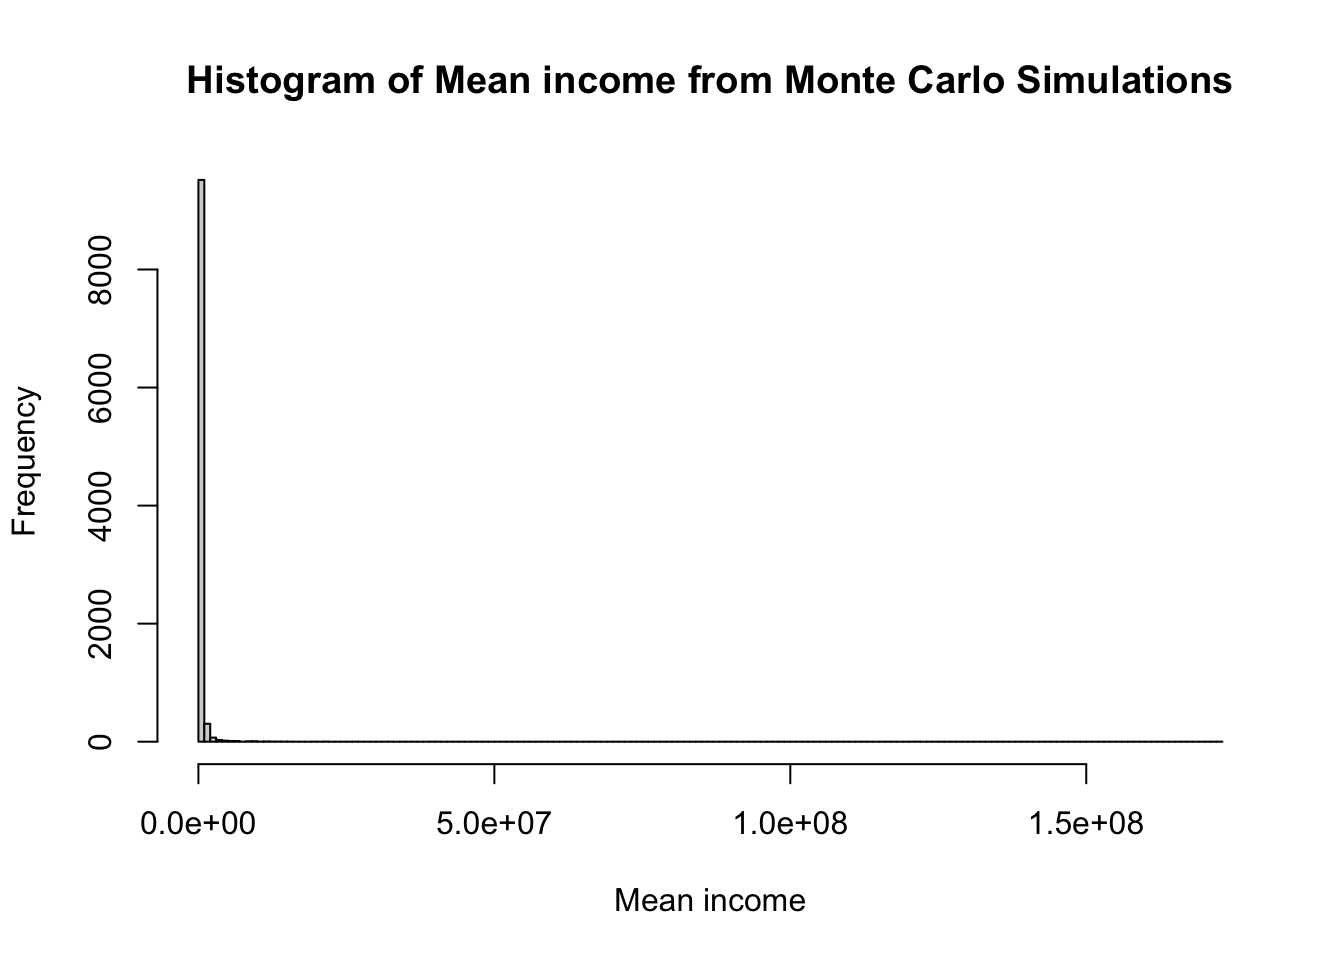 Histogram of Mean income from Monte Carlo Simulations
Frequency
8000
6000
4000
2000
0
0.0e+00 5.0e+07 1.0e+08 1.5e+08
Mean income